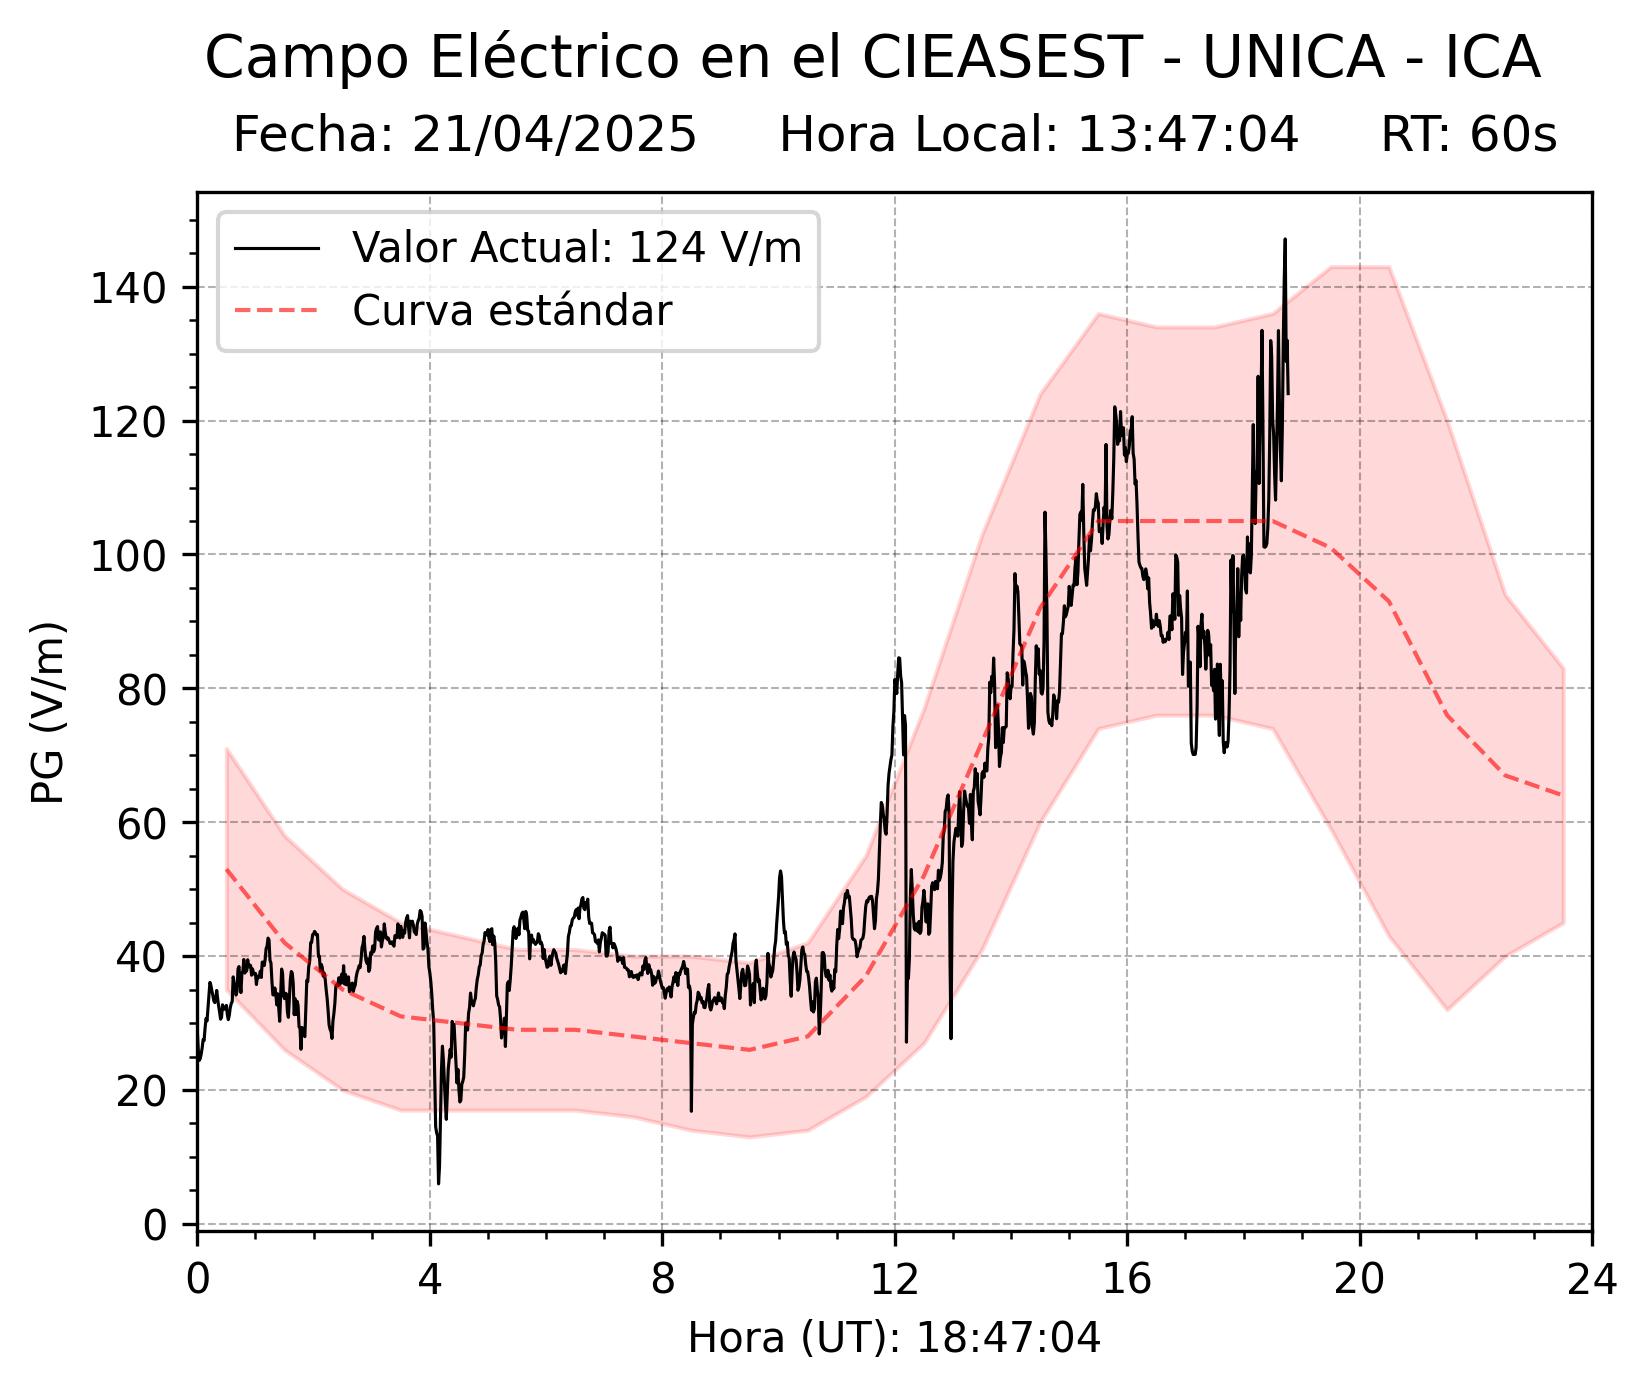 Campo Eléctrico en el CIEASEST - UNICA - ICA
Fecha: 21/04/2025 Hora Local: 13:47:04 RT: 60s
Valor Actual: 124 V/m
Curva estándar
PG (V/m)
140
120
100
80
60
40
20
0
0 4 8 12 16 20 24
Hora (UT): 18:47:04